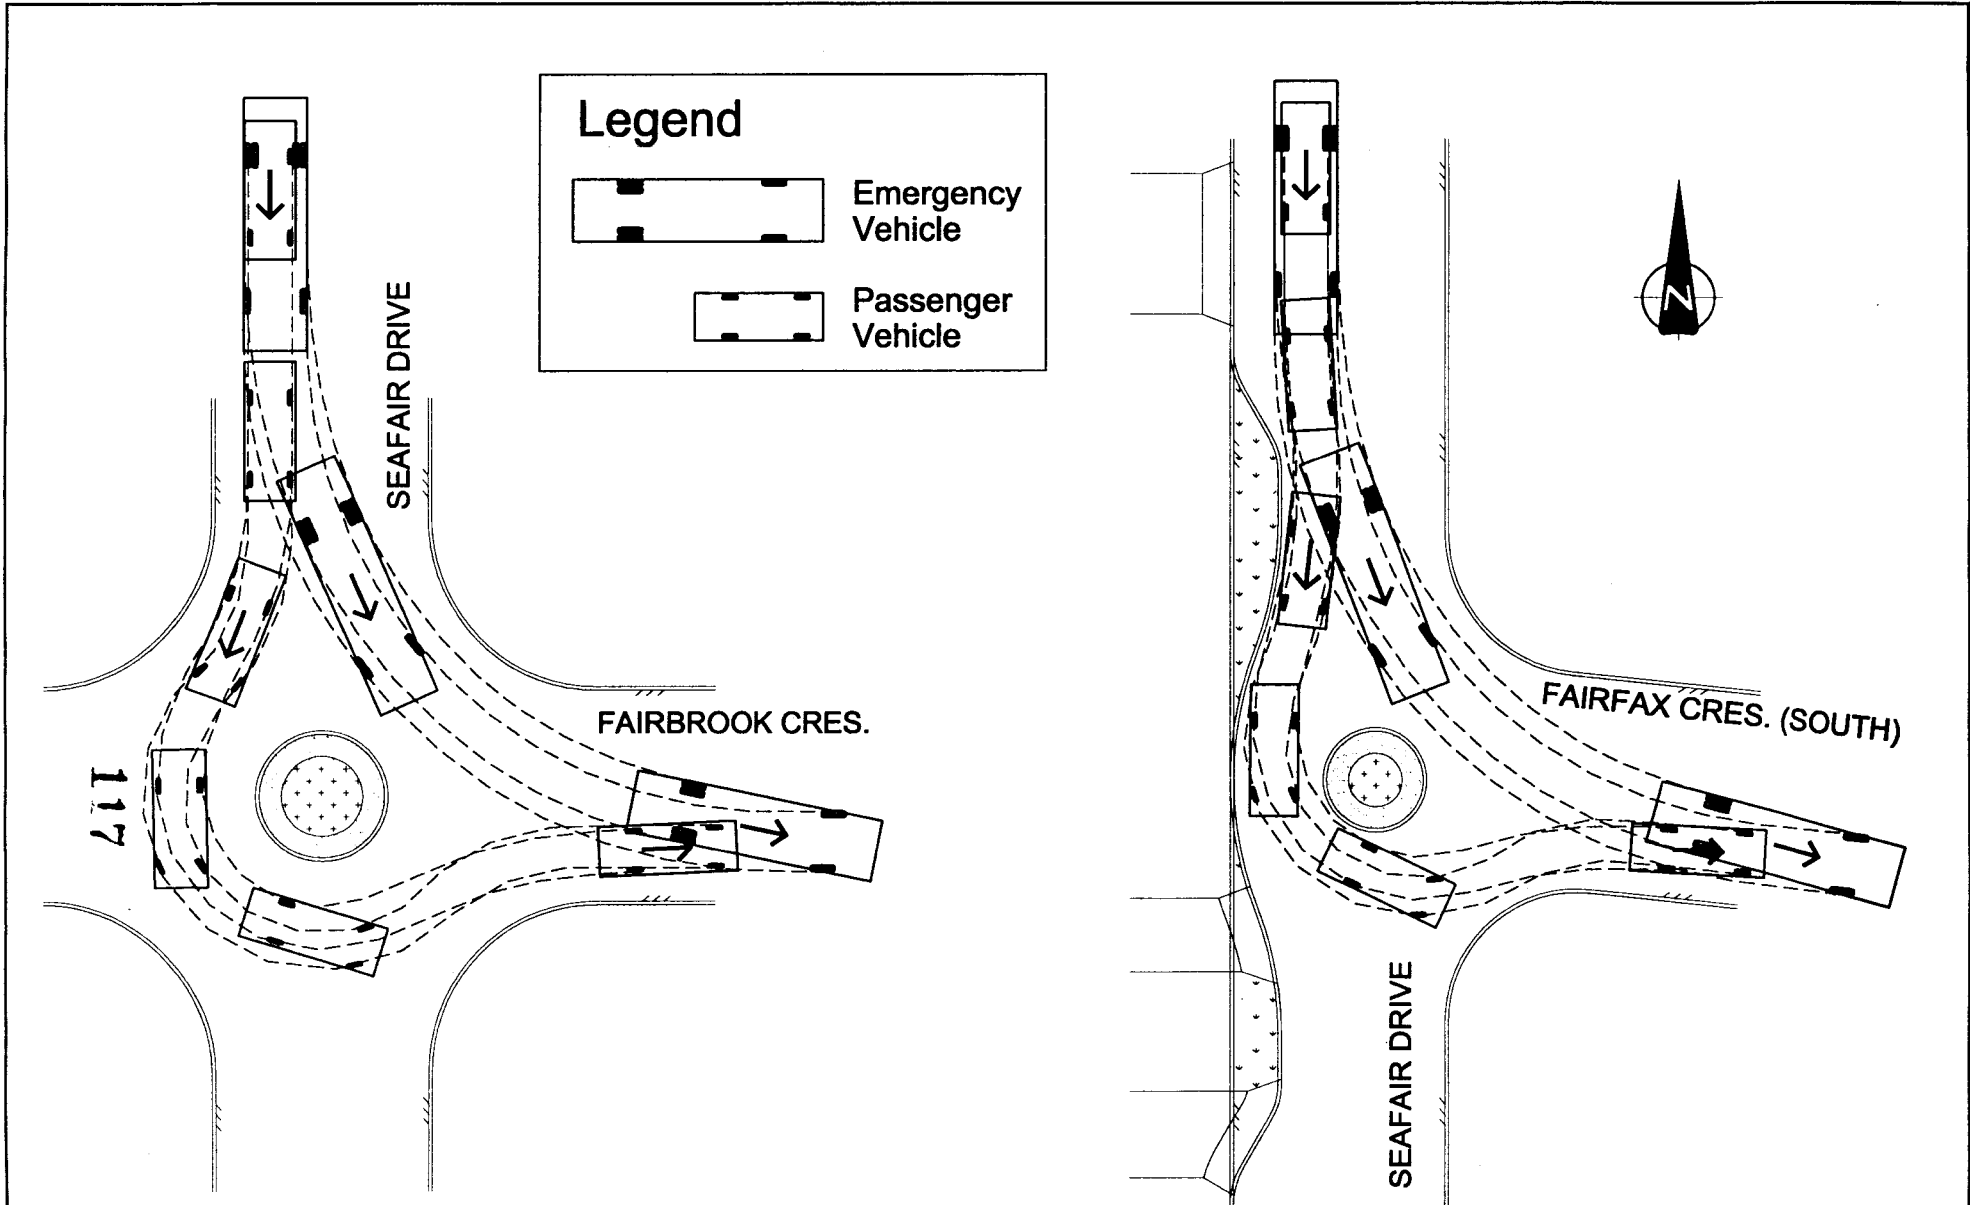 Legend
Emergency
Vehicle
Passenger
Vehicle
SEAFAIR DRIVE
FAIRBROOK CRES.
117
N
FAIRFAX CRES. (SOUTH)
SEAFAIR DRIVE